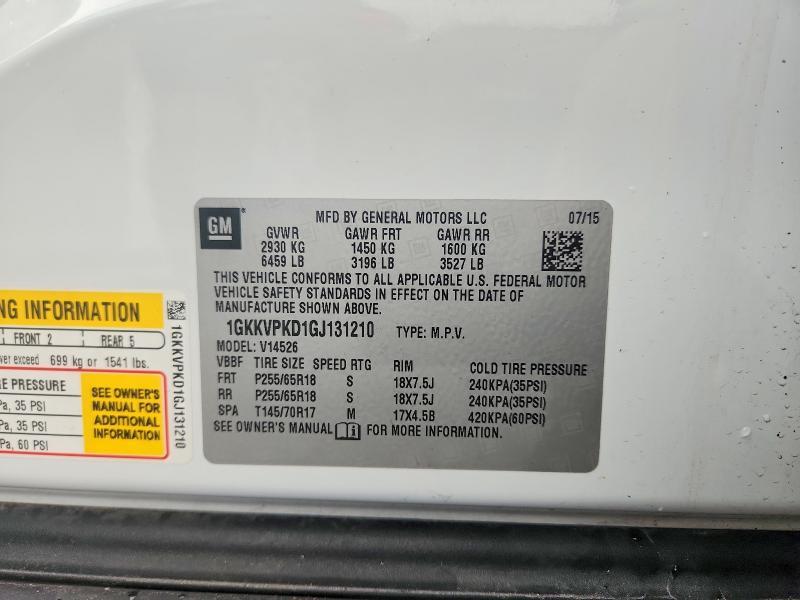 GM ®
MFD BY GENERAL MOTORS LLC 07/15
GVWR GAWR FRT GAWR RR
2930 KG 1450 KG 1600 KG
6459 LB 3196 LB 3527 LB
THIS VEHICLE CONFORMS TO ALL APPLICABLE U.S. FEDERAL MOTOR
VEHICLE SAFETY STANDARDS IN EFFECT ON THE DATE OF
MANUFACTURE SHOWN ABOVE.
1GKKVPKD1GJ131210 TYPE: M.P.V.
MODEL: V14526
VBBF TIRE SIZE SPEED RTG RIM COLD TIRE PRESSURE
FRT P255/65R18 S 18X7.5J 240KPA(35PSI)
RR P255/65R18 S 18X7.5J 240KPA(35PSI)
SPA T145/70R17 M 17X4.5B 420KPA(60PSI)
SEE OWNER'S MANUAL FOR MORE INFORMATION.
INFORMATION
FRONT 2 REAR 5
exceed 699 kg or 1541 lbs.
PRESSURE
35 PSI
35 PSI
60 PSI
SEE OWNER'S
MANUAL FOR
ADDITIONAL
INFORMATION
1GKKVPKD1GJ131210